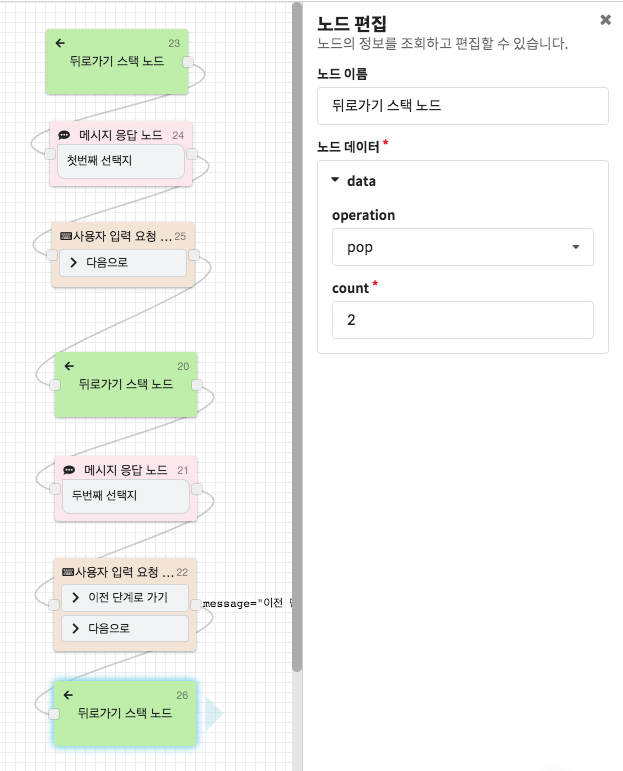 23
뒤로가기 스택 노드
메시지 응답 노드 24
첫번째 선택지
사용자 입력 요청 ... 25
다음으로
20
뒤로가기 스택 노드
메시지 응답 노드 21
두번째 선택지
사용자 입력 요청 ... 22
이전 단계로 가기
message="이전
다음으로
26
뒤로가기 스택 노드
노드 편집
노드의 정보를 조회하고 편집할 수 있습니다.
노드 이름
뒤로가기 스택 노드
노드 데이터 *
data
operation
pop
count *
2